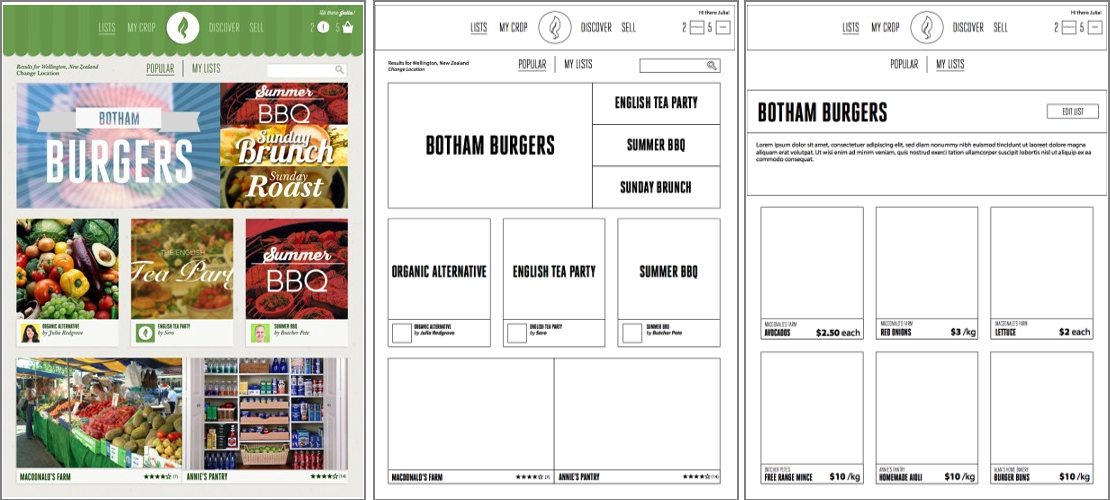 Hi there Julia!
LISTS MY CROP DISCOVER SELL 2 5
Results for Wellington, New Zealand
Change Location
POPULAR MY LISTS
BOTHAM
BURGERS
Summer
BBQ
Sunday
Brunch
Sunday
Roast
THE ENGLISH
Tea Party
Summer
BBQ
ORGANIC ALTERNATIVE
by Julia Redgrove
ENGLISH TEA PARTY
by Sero
SUMMER BBQ
by Butcher Pete
MACDONALD'S FARM (7)
ANNIE'S PANTRY (14)
Hi there Julia!
LISTS MY CROP DISCOVER SELL 2 5
Results for Wellington, New Zealand
Change Location
POPULAR MY LISTS
BOTHAM BURGERS
ENGLISH TEA PARTY
SUMMER BBQ
SUNDAY BRUNCH
ORGANIC ALTERNATIVE
ENGLISH TEA PARTY
SUMMER BBQ
ORGANIC ALTERNATIVE
by Julia Redgrove
ENGLISH TEA PARTY
by Sero
SUMMER BBQ
by Butcher Pete
MACDONALD'S FARM (7)
ANNIE'S PANTRY (14)
Hi there Julia!
LISTS MY CROP DISCOVER SELL 2 5
POPULAR MY LISTS
BOTHAM BURGERS
EDIT LIST
Lorem ipsum dolor sit amet, consectetuer adipiscing elit, sed diam nonummy nibh euismod tincidunt ut laoreet dolore magna
aliquam erat volutpat. Ut wisi enim ad minim veniam, quis nostrud exerci tation ullamcorper suscipit lobortis nisl ut aliquip ex ea
commodo consequat.
MACDONALD'S FARM
AVOCADOS $2.50 each
MACDONALD'S FARM
RED ONIONS $3 /kg
MACDONALD'S FARM
LETTUCE $2 each
BUTCHER PETE'S
FREE RANGE MINCE $10 /kg
ANNIE'S PANTRY
HOMEMADE AIOLI $10 /kg
ALAN'S HOME BAKERY
BURGER BUNS $10 /kg